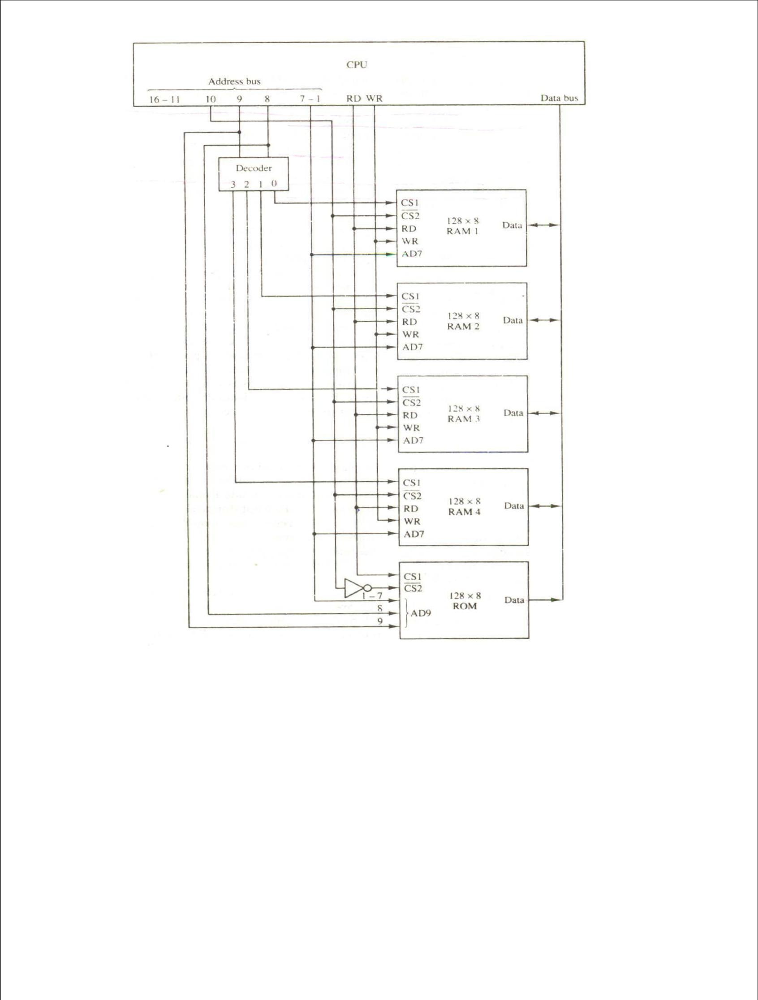 CPU
Address bus
16 – 11 10 9 8 7 – 1 RD WR Data bus
Decoder
3 2 1 0
CS1
CS2
RD
WR
AD7
128 × 8
RAM 1
Data
CS1
CS2
RD
WR
AD7
128 × 8
RAM 2
Data
CS1
CS2
RD
WR
AD7
128 × 8
RAM 3
Data
CS1
CS2
RD
WR
AD7
128 × 8
RAM 4
Data
CS1
CS2
1 – 7
8
9
AD9
128 × 8
ROM
Data